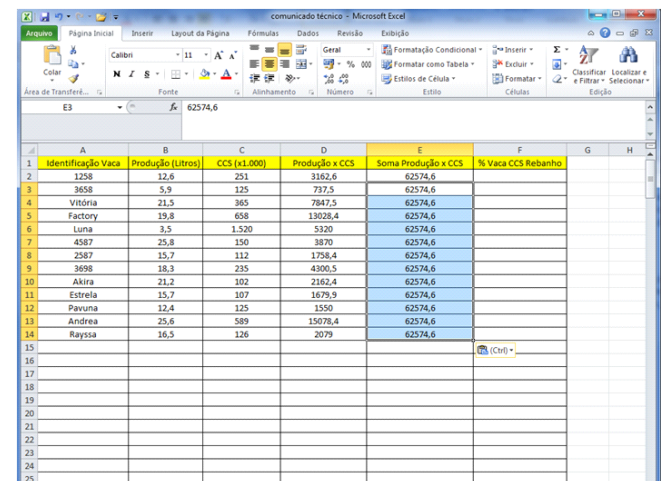 comunicado técnico - Microsoft Excel
Arquivo Página Inicial Inserir Layout da Página Fórmulas Dados Revisão Exibição
Calibri 11 A A Geral Formatação Condicional Inserir Σ
Colar N I S A % 000 Formatar como Tabela Excluir Classificar e Filtrar Localizar e Selecionar
Estilos de Célula Formatar
Área de Transferê... Fonte Alinhamento Número Estilo Células Edição
E3 fx 62574,6
A B C D E F G H
1 Identificação Vaca Produção (Litros) CCS (x1.000) Produção x CCS Soma Produção x CCS % Vaca CCS Rebanho
2 1258 12,6 251 3162,6 62574,6
3 3658 5,9 125 737,5 62574,6
4 Vitória 21,5 365 7847,5 62574,6
5 Factory 19,8 658 13028,4 62574,6
6 Luna 3,5 1.520 5320 62574,6
7 4587 25,8 150 3870 62574,6
8 2587 15,7 112 1758,4 62574,6
9 3698 18,3 235 4300,5 62574,6
10 Akira 21,2 102 2162,4 62574,6
11 Estrela 15,7 107 1679,9 62574,6
12 Pavuna 12,4 125 1550 62574,6
13 Andrea 25,6 589 15078,4 62574,6
14 Rayssa 16,5 126 2079 62574,6
15 (Ctrl)
16
17
18
19
20
21
22
23
24
25